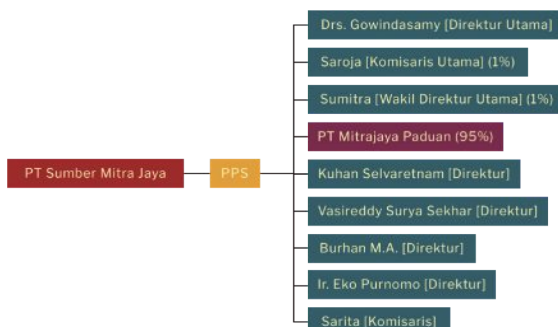 Drs. Gowindasamy [Direktur Utama]
Saroja [Komisaris Utama] (1%)
Sumitra [Wakil Direktur Utama] (1%)
PT Mitrajaya Paduan (95%)
PT Sumber Mitra Jaya
PPS
Kuhan Selvaretnam [Direktur]
Vasireddy Surya Sekhar [Direktur]
Burhan M.A. [Direktur]
Ir. Eko Purnomo [Direktur]
Sarita [Komisaris]